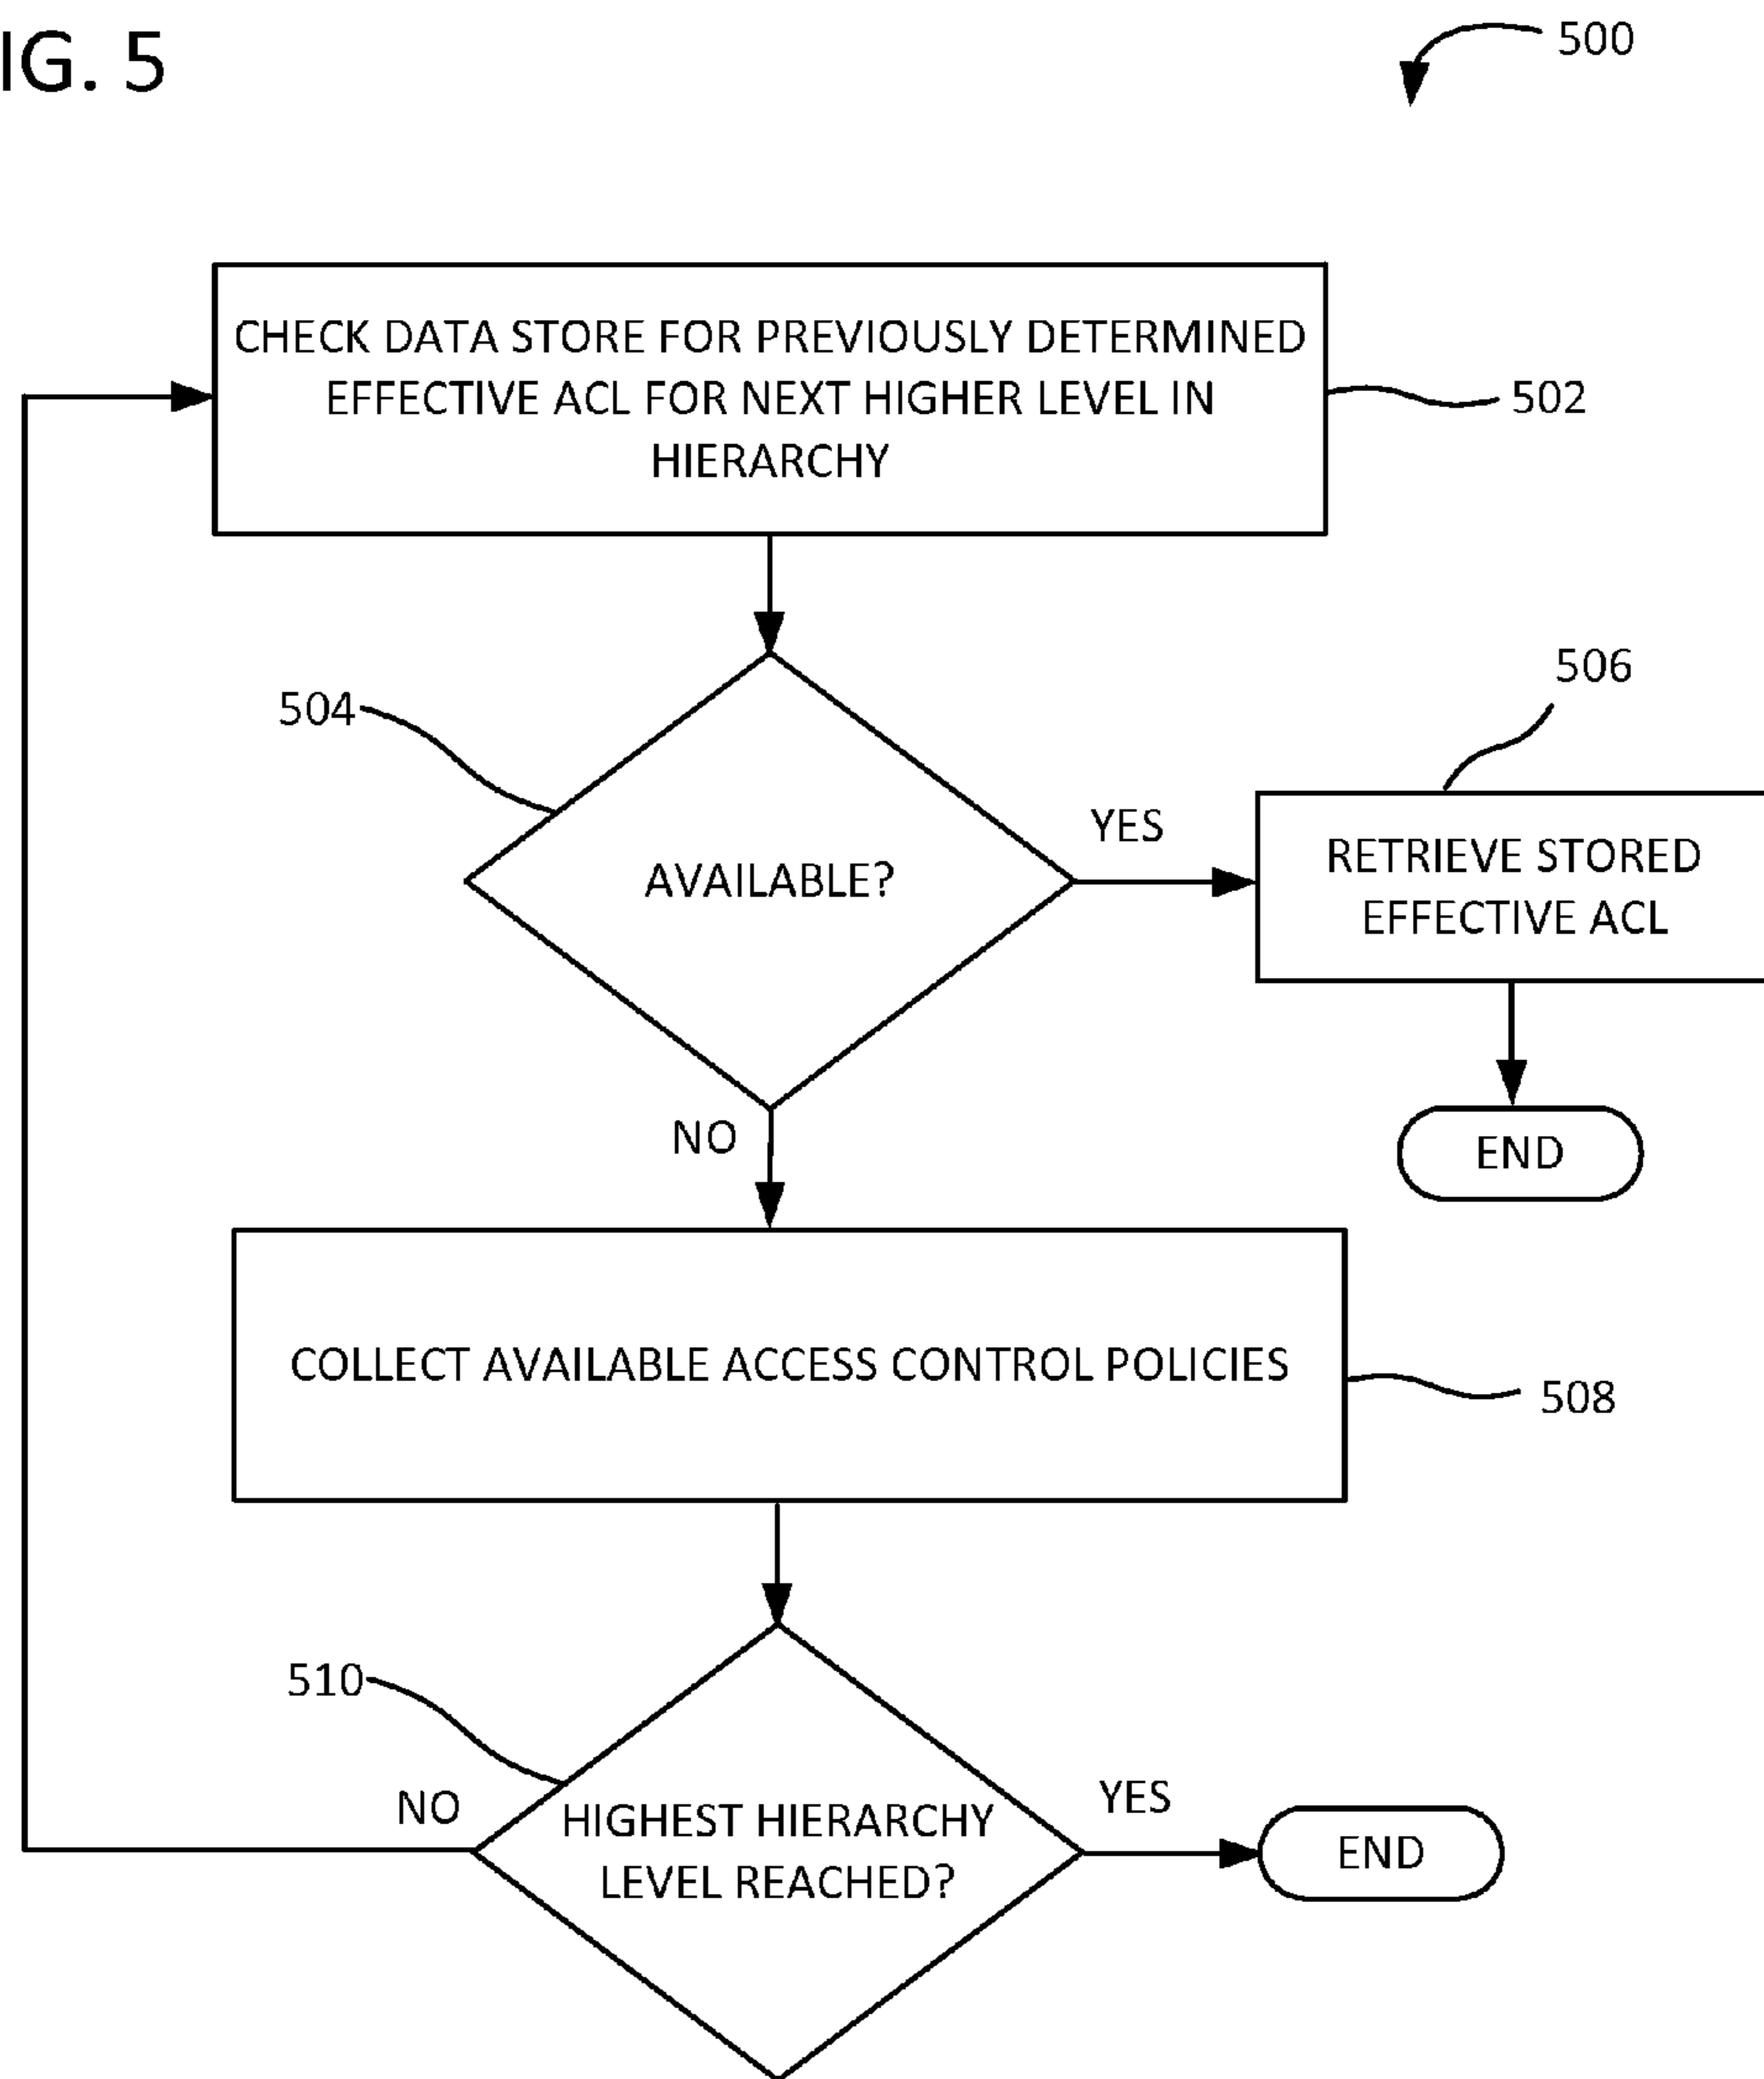 IG. 5
500
CHECK DATA STORE FOR PREVIOUSLY DETERMINED
EFFECTIVE ACL FOR NEXT HIGHER LEVEL IN
HIERARCHY
502
504
AVAILABLE?
YES
506
RETRIEVE STORED
EFFECTIVE ACL
END
NO
COLLECT AVAILABLE ACCESS CONTROL POLICIES
508
510
NO
HIGHEST HIERARCHY
LEVEL REACHED?
YES
END